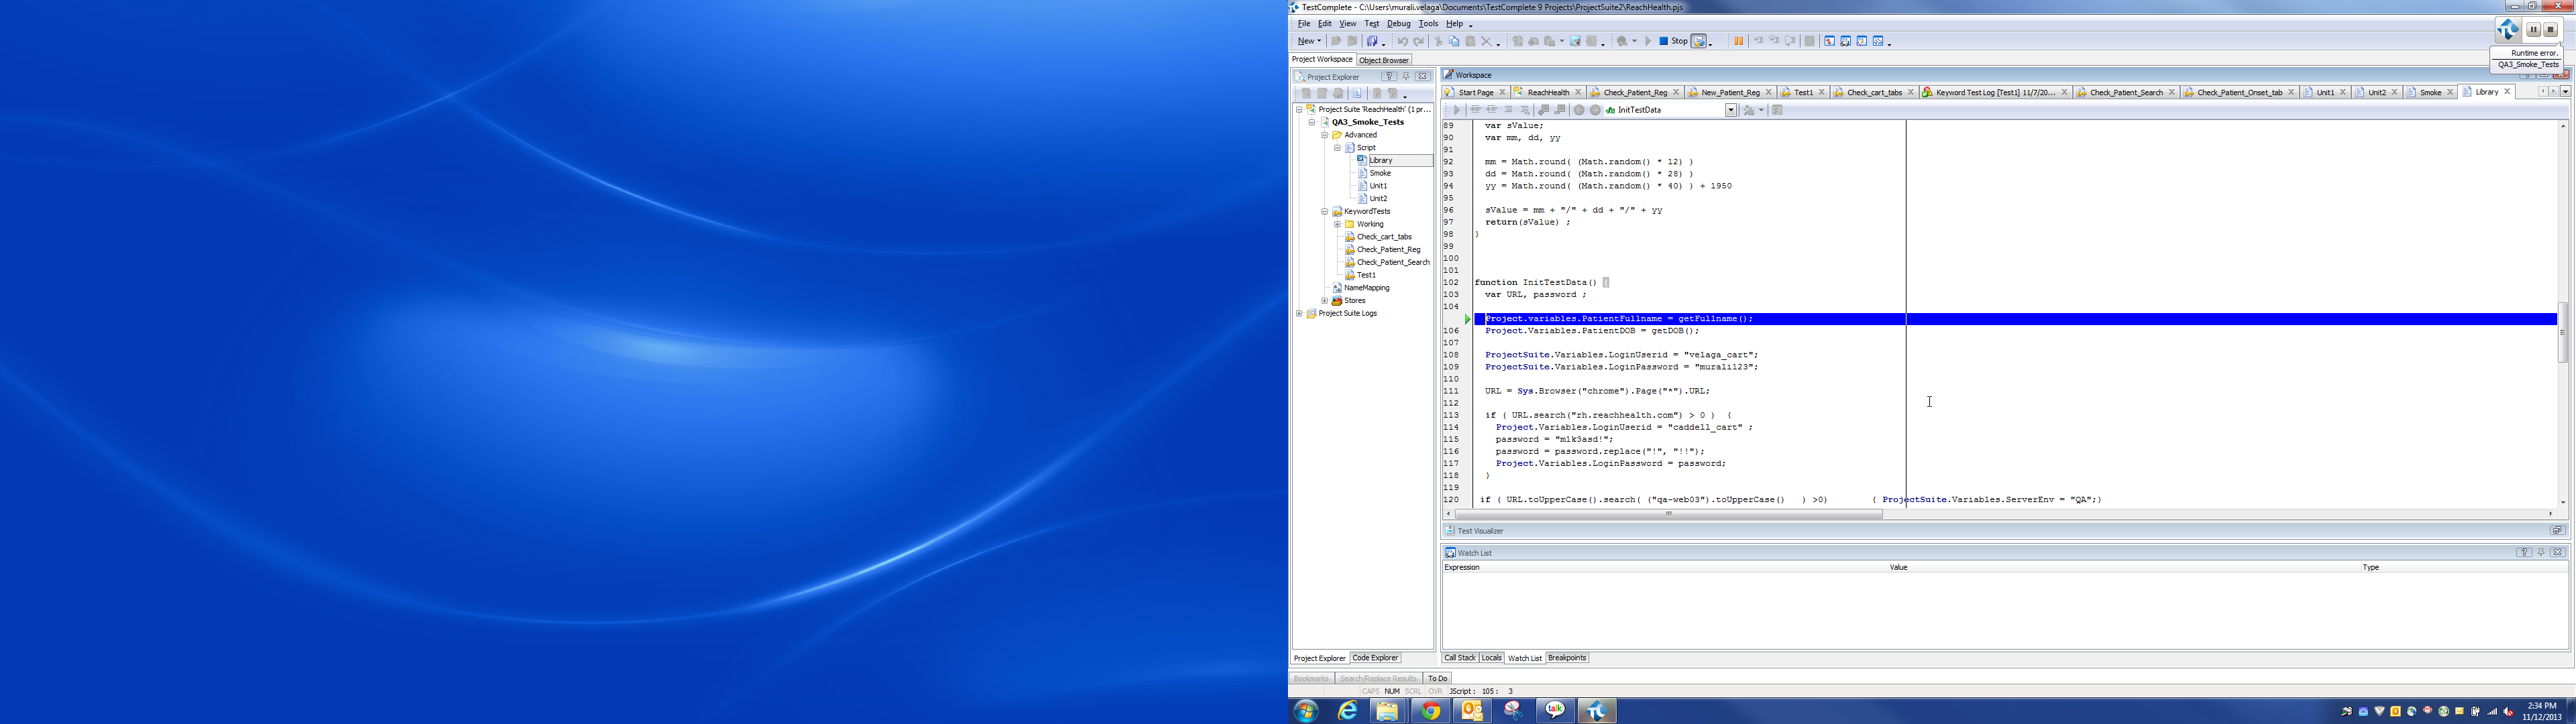 TestComplete - C:\Users\murali.velaga\Documents\TestComplete 9 Projects\ProjectSuite2\ReachHealth.pjs
File Edit View Test Debug Tools Help
New Stop
Runtime error.
QA3_Smoke_Tests
Project Workspace Object Browser
Project Explorer
Workspace
Start Page ReachHealth Check_Patient_Reg New_Patient_Reg Test1 Check_cart_tabs Keyword Test Log [Test1] 11/7/20... Check_Patient_Search Check_Patient_Onset_tab Unit1 Unit2 Smoke Library
InitTestData
Project Suite 'ReachHealth' (1 pr...
QA3_Smoke_Tests
Advanced
Script
Library
Smoke
Unit1
Unit2
KeywordTests
Working
Check_cart_tabs
Check_Patient_Reg
Check_Patient_Search
Test1
NameMapping
Stores
Project Suite Logs
89 var sValue;
90 var mm, dd, yy
91
92 mm = Math.round( (Math.random() * 12) )
93 dd = Math.round( (Math.random() * 28) )
94 yy = Math.round( (Math.random() * 40) ) + 1950
95
96 sValue = mm + "/" + dd + "/" + yy
97 return(sValue) ;
98 }
99
100
101
102 function InitTestData() {
103 var URL, password ;
104
Project.variables.PatientFullname = getFullname();
106 Project.Variables.PatientDOB = getDOB();
107
108 ProjectSuite.Variables.LoginUserid = "velaga_cart";
109 ProjectSuite.Variables.LoginPassword = "murali123";
110
111 URL = Sys.Browser("chrome").Page("*").URL;
112
113 if ( URL.search("rh.reachhealth.com") > 0 ) {
114 Project.Variables.LoginUserid = "caddell_cart" ;
115 password = "m1k3asd!";
116 password = password.replace("!", "!!");
117 Project.Variables.LoginPassword = password;
118 }
119
120 if ( URL.toUpperCase().search( ("qa-web03").toUpperCase() ) >0) { ProjectSuite.Variables.ServerEnv = "QA";}
Test Visualizer
Watch List
Expression Value Type
Project Explorer Code Explorer
Call Stack Locals Watch List Breakpoints
Bookmarks Search/Replace Results To Do
CAPS NUM SCRL OVR JScript : 105 : 3
talk
2:34 PM
11/12/2013